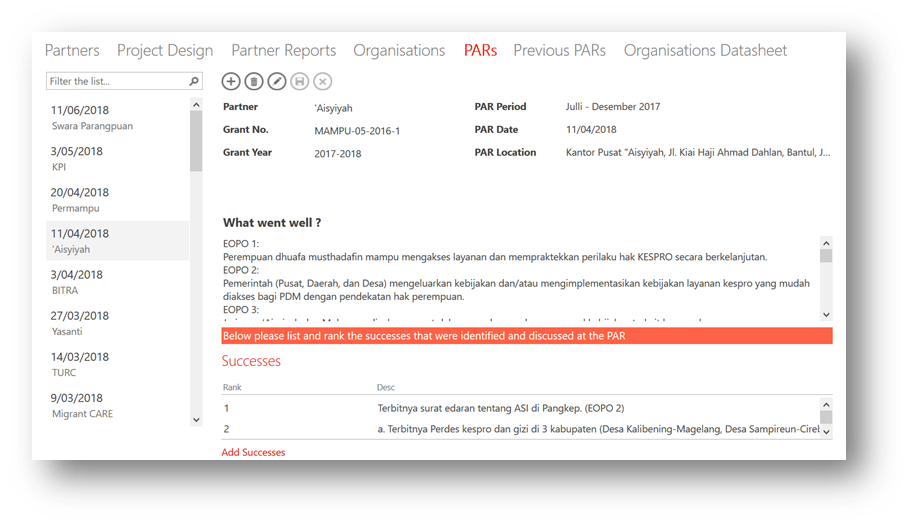 Partners Project Design Partner Reports Organisations PARs Previous PARs Organisations Datasheet
Filter the list...
11/06/2018
Swara Parangpuan
3/05/2018
KPI
20/04/2018
Permampu
11/04/2018
'Aisyiyah
3/04/2018
BITRA
27/03/2018
Yasanti
14/03/2018
TURC
9/03/2018
Migrant CARE
Partner 'Aisyiyah PAR Period Julli - Desember 2017
Grant No. MAMPU-05-2016-1 PAR Date 11/04/2018
Grant Year 2017-2018 PAR Location Kantor Pusat "Aisyiyah, Jl. Kiai Haji Ahmad Dahlan, Bantul, J...
What went well ?
EOPO 1:
Perempuan dhuafa musthadafin mampu mengakses layanan dan mempraktekkan perilaku hak KESPRO secara berkelanjutan.
EOPO 2:
Pemerintah (Pusat, Daerah, dan Desa) mengeluarkan kebijakan dan/atau mengimplementasikan kebijakan layanan kespro yang mudah
diakses bagi PDM dengan pendekatan hak perempuan.
EOPO 3:
Below please list and rank the successes that were identified and discussed at the PAR
Successes
Rank Desc
1 Terbitnya surat edaran tentang ASI di Pangkep. (EOPO 2)
2 a. Terbitnya Perdes kespro dan gizi di 3 kabupaten (Desa Kalibening-Magelang, Desa Sampireun-Cireb
Add Successes